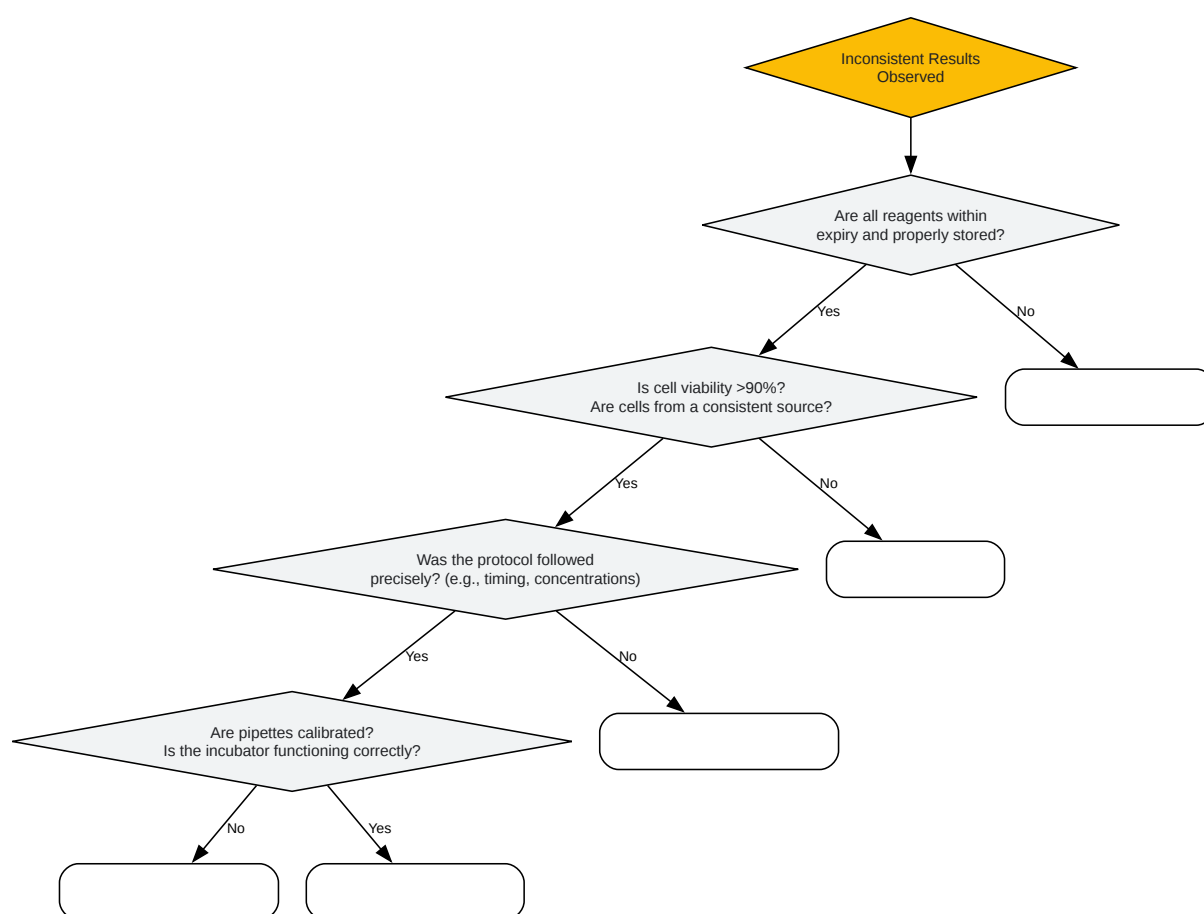 Inconsistent Results
Observed
Are all reagents within
expiry and properly stored?
Yes
No
Is cell viability >90%?
Are cells from a consistent source?
Yes
No
Was the protocol followed
precisely? (e.g., timing, concentrations)
Yes
No
Are pipettes calibrated?
Is the incubator functioning correctly?
No
Yes